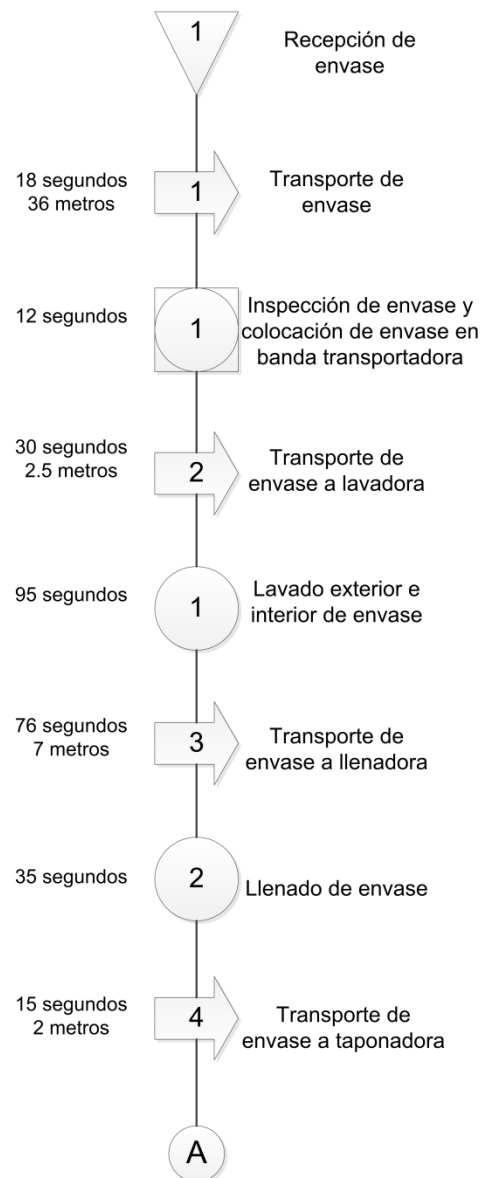 1
Recepción de
envase
18 segundos
36 metros
1
Transporte de
envase
12 segundos
1
Inspección de envase y
colocación de envase en
banda transportadora
30 segundos
2.5 metros
2
Transporte de
envase a lavadora
95 segundos
1
Lavado exterior e
interior de envase
76 segundos
7 metros
3
Transporte de
envase a llenadora
35 segundos
2
Llenado de envase
15 segundos
2 metros
4
Transporte de
envase a taponadora
A